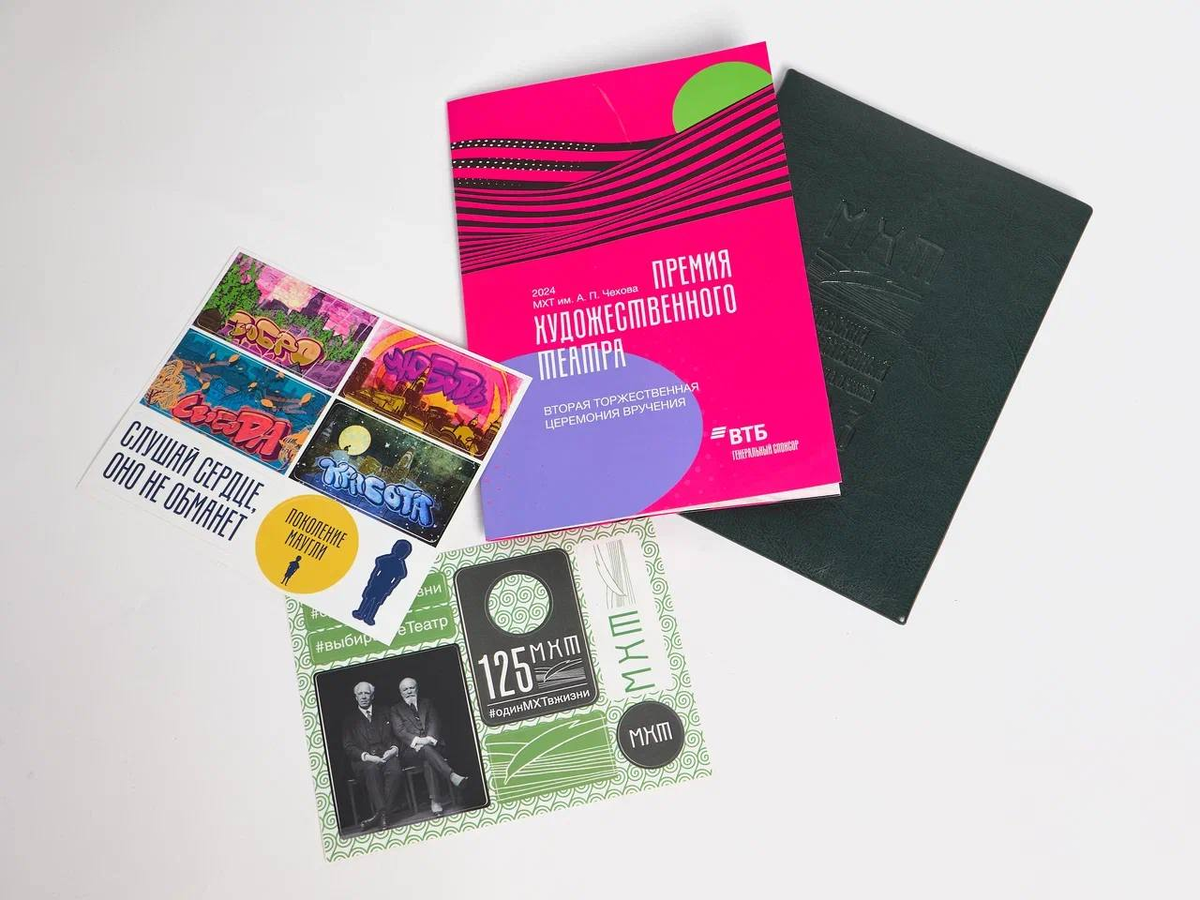 2024
МХТ им. А. П. Чехова
ПРЕМИЯ
ХУДОЖЕСТВЕННОГО
ТЕАТРА
ВТОРАЯ ТОРЖЕСТВЕННАЯ
ЦЕРЕМОНИЯ ВРУЧЕНИЯ
ВТБ
ГЕНЕРАЛЬНЫЙ СПОНСОР
МХТ
ДОБРО
ЛЮБОВЬ
СВОБОДА
КРАСОТА
СЛУШАЙ СЕРДЦЕ,
ОНО НЕ ОБМАНЕТ
ПОКОЛЕНИЕ
МАУГЛИ
125 МХТ
#одинМХТвжизни
МХТ
МХТ